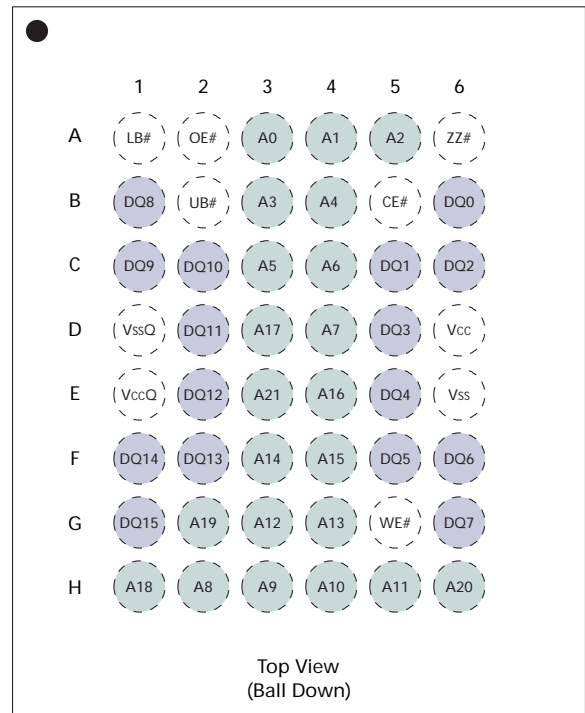 1 2 3 4 5 6
A LB# OE# A0 A1 A2 ZZ#
B DQ8 UB# A3 A4 CE# DQ0
C DQ9 DQ10 A5 A6 DQ1 DQ2
D VssQ DQ11 A17 A7 DQ3 Vcc
E VccQ DQ12 A21 A16 DQ4 Vss
F DQ14 DQ13 A14 A15 DQ5 DQ6
G DQ15 A19 A12 A13 WE# DQ7
H A18 A8 A9 A10 A11 A20
Top View
(Ball Down)